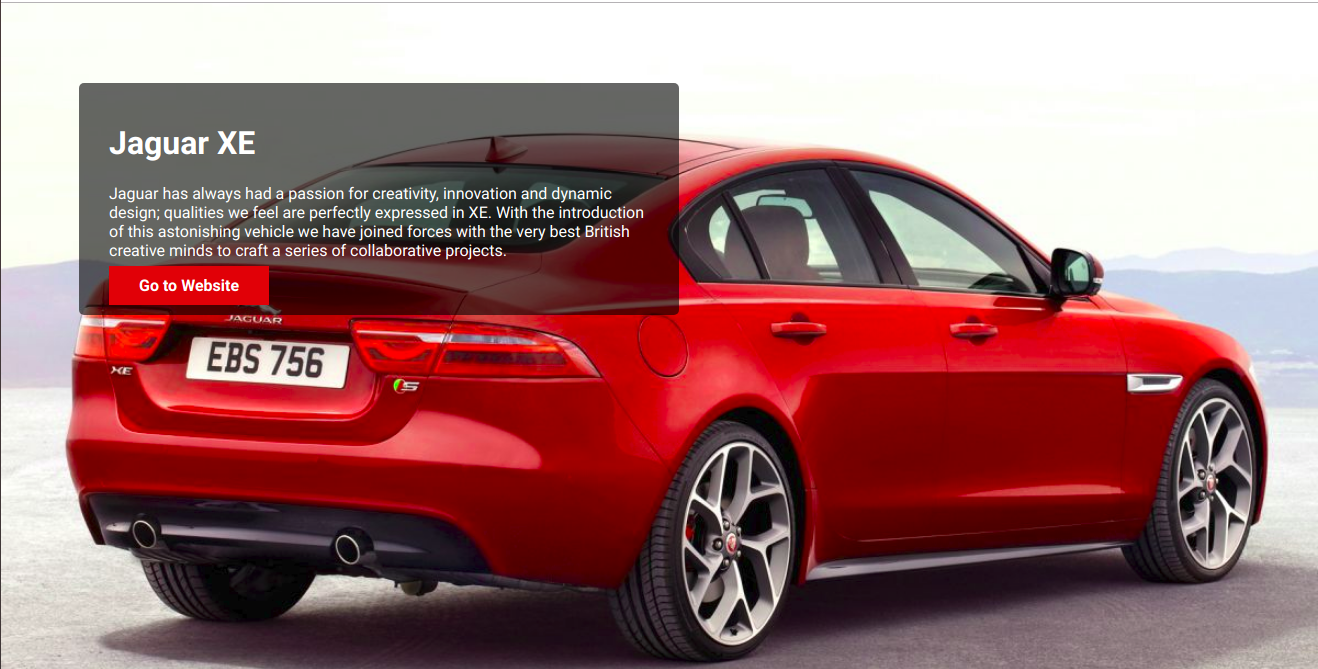 Jaguar XE
Jaguar has always had a passion for creativity, innovation and dynamic
design; qualities we feel are perfectly expressed in XE. With the introduction
of this astonishing vehicle we have joined forces with the very best British
creative minds to craft a series of collaborative projects.
Go to Website
JAGUAR
EBS 756
XE
S